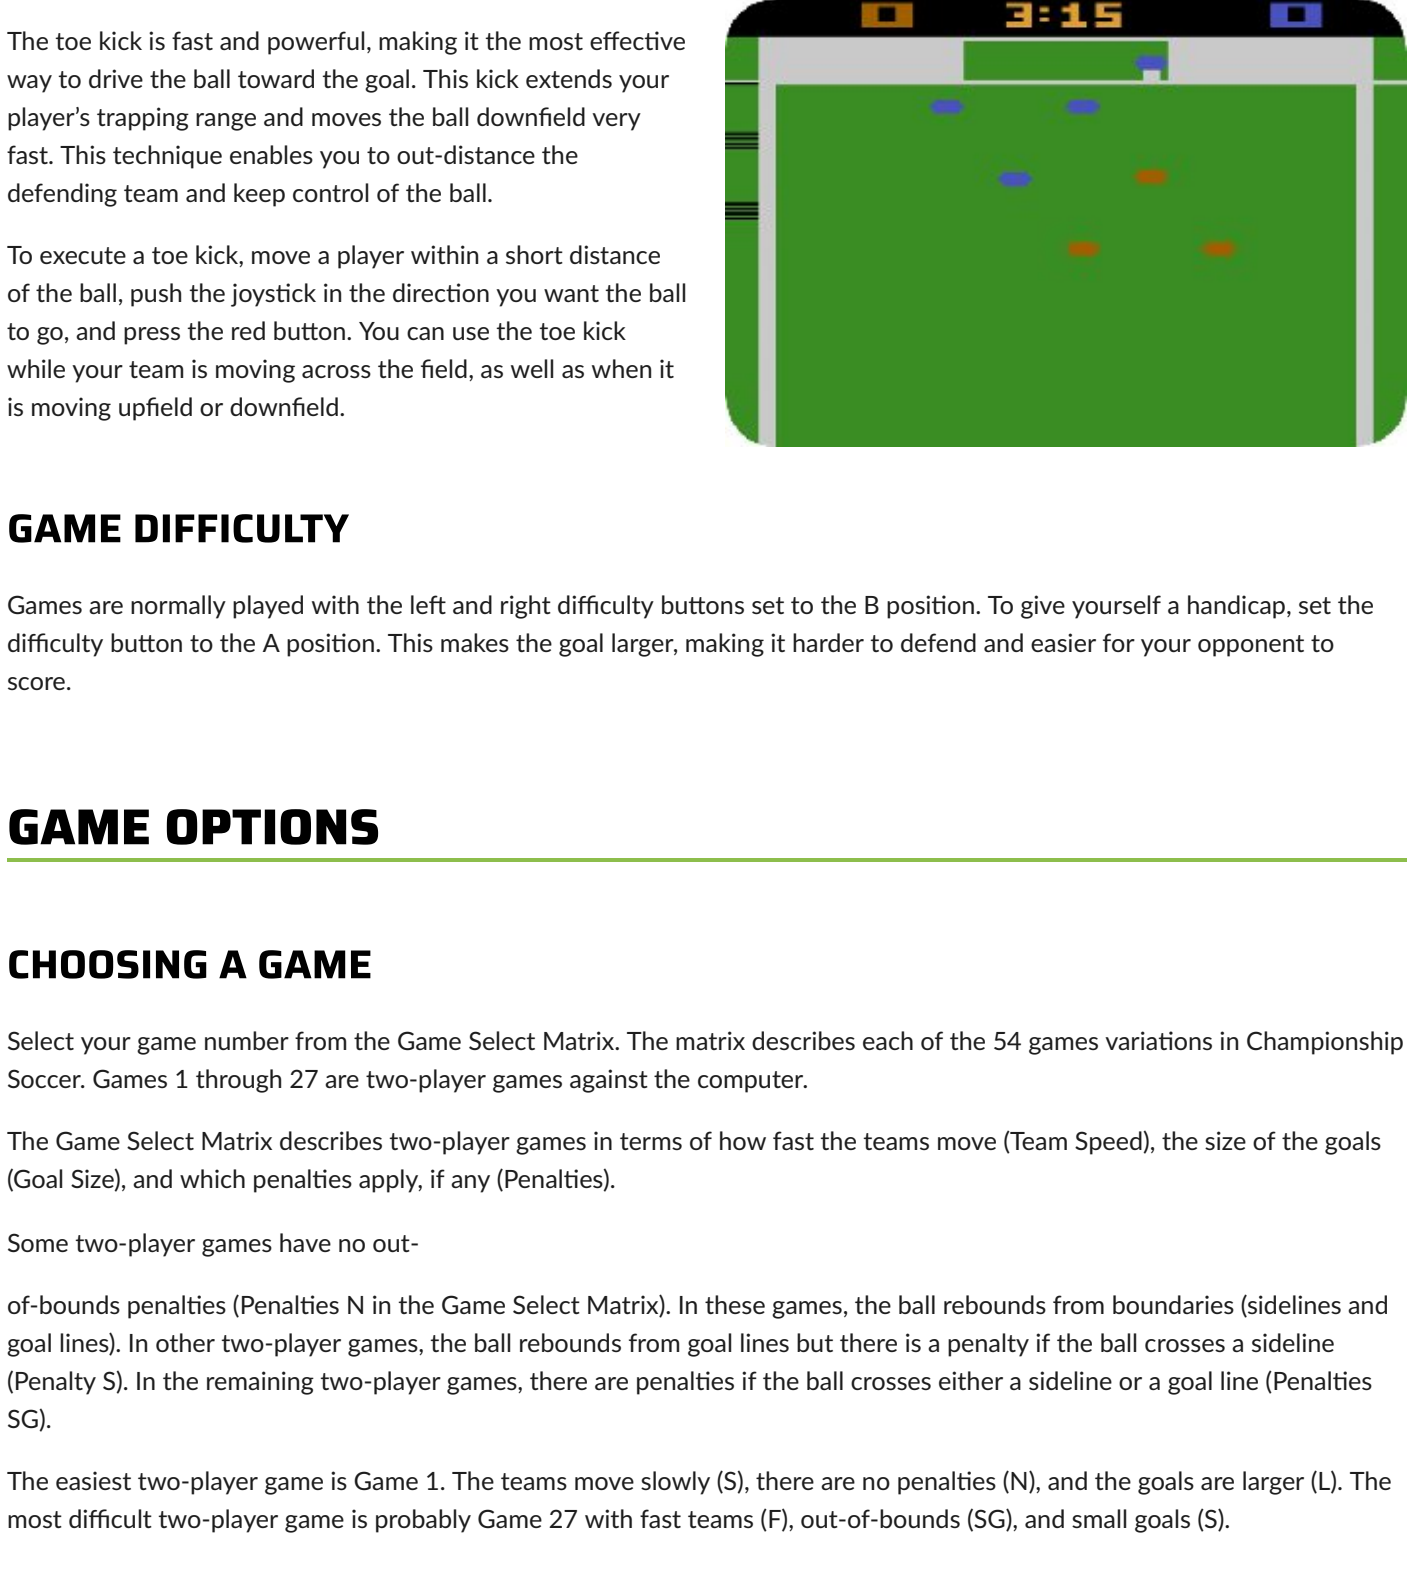 The toe kick is fast and powerful, making it the most effective
way to drive the ball toward the goal. This kick extends your
player’s trapping range and moves the ball downfield very
fast. This technique enables you to out-distance the
defending team and keep control of the ball.
To execute a toe kick, move a player within a short distance
of the ball, push the joystick in the direction you want the ball
to go, and press the red button. You can use the toe kick
while your team is moving across the field, as well as when it
is moving upfield or downfield.
0 3:15 0
GAME DIFFICULTY
Games are normally played with the left and right difficulty buttons set to the B position. To give yourself a handicap, set the
difficulty button to the A position. This makes the goal larger, making it harder to defend and easier for your opponent to
score.
GAME OPTIONS
CHOOSING A GAME
Select your game number from the Game Select Matrix. The matrix describes each of the 54 games variations in Championship
Soccer. Games 1 through 27 are two-player games against the computer.
The Game Select Matrix describes two-player games in terms of how fast the teams move (Team Speed), the size of the goals
(Goal Size), and which penalties apply, if any (Penalties).
Some two-player games have no out-
of-bounds penalties (Penalties N in the Game Select Matrix). In these games, the ball rebounds from boundaries (sidelines and
goal lines). In other two-player games, the ball rebounds from goal lines but there is a penalty if the ball crosses a sideline
(Penalty S). In the remaining two-player games, there are penalties if the ball crosses either a sideline or a goal line (Penalties
SG).
The easiest two-player game is Game 1. The teams move slowly (S), there are no penalties (N), and the goals are larger (L). The
most difficult two-player game is probably Game 27 with fast teams (F), out-of-bounds (SG), and small goals (S).